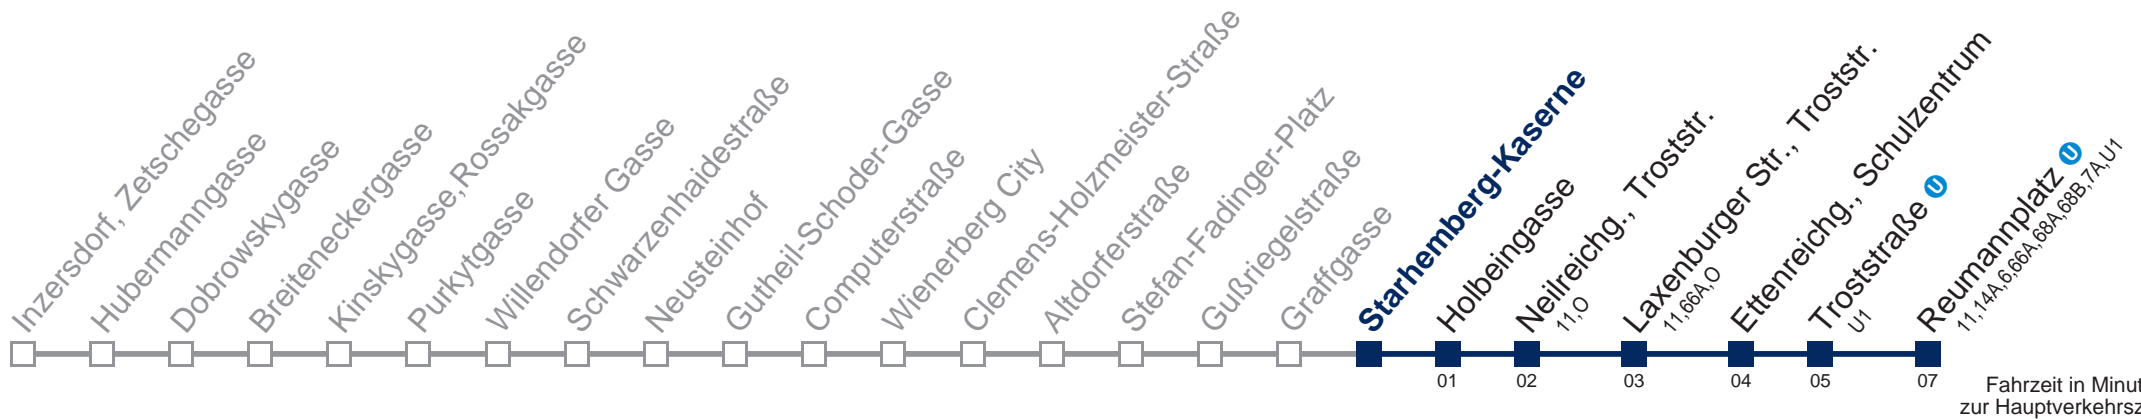 Inzersdorf, Zetschegasse
Hubermanngasse
Dobrowskygasse
Breiteneckergasse
Kinskygasse,Rossakgasse
Purkytgasse
Willendorfer Gasse
Schwarzenhaidestraße
Neusteinhof
Gutheil-Schoder-Gasse
Computerstraße
Wienerberg City
Clemens-Holzmeister-Straße
Altdorferstraße
Stefan-Fadinger-Platz
Gußriegelstraße
Graffgasse
Starhemberg-Kaserne
Holbeingasse
Neilreichg., Troststr.
11,O
Laxenburger Str., Troststr.
11,66A,O
Ettenreichg., Schulzentrum
Troststraße U
U1
Reumannplatz U
11,14A,6,66A,68A,68B,7A,U1
01 02 03 04 05 07
Fahrzeit in Minut
zur Hauptverkehrsz